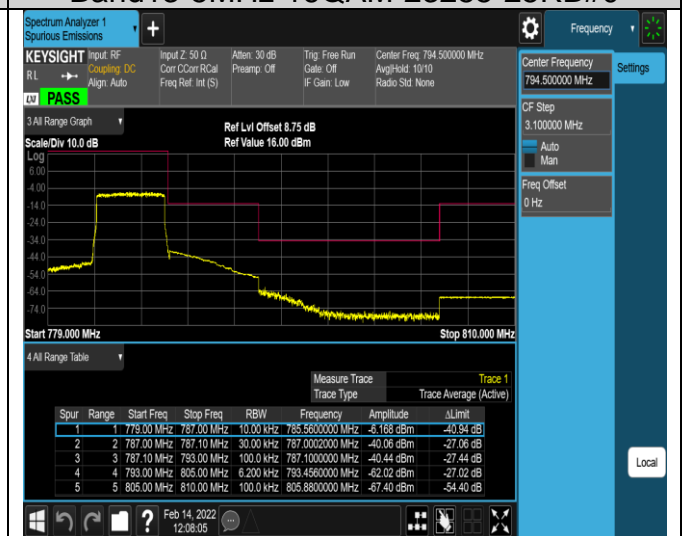 Band13-5MHz-16QAM-23255-25RB#0
Spectrum Analyzer 1
Spurious Emissions
+
Frequency
KEYSIGHT
Input: RF
Input Z: 50 Ω
Atten: 30 dB
Trig: Free Run
Center Freq: 794.500000 MHz
R L
Coupling: DC
Corr CCorr RCal
Preamp: Off
Gate: Off
Avg|Hold: 10/10
Align: Auto
Freq Ref: Int (S)
IF Gain: Low
Radio Std: None
LXI
PASS
Center Frequency
794.500000 MHz
Settings
CF Step
3.100000 MHz
Auto
Man
Freq Offset
0 Hz
3 All Range Graph
Ref Lvl Offset 8.75 dB
Scale/Div 10.0 dB
Ref Value 16.00 dBm
Log
6.00
-4.00
-14.0
-24.0
-34.0
-44.0
-54.0
-64.0
-74.0
Start 779.000 MHz
Stop 810.000 MHz
4 All Range Table
Measure Trace Trace 1
Trace Type Trace Average (Active)
Spur Range Start Freq Stop Freq RBW Frequency Amplitude ΔLimit
1 1 779.00 MHz 787.00 MHz 10.00 kHz 785.5600000 MHz -6.168 dBm -40.94 dB
2 2 787.00 MHz 787.10 MHz 30.00 kHz 787.0002000 MHz -40.06 dBm -27.06 dB
3 3 787.10 MHz 793.00 MHz 100.0 kHz 787.1000000 MHz -40.44 dBm -27.44 dB
4 4 793.00 MHz 805.00 MHz 6.200 kHz 793.4560000 MHz -62.02 dBm -27.02 dB
5 5 805.00 MHz 810.00 MHz 100.0 kHz 805.8800000 MHz -67.40 dBm -54.40 dB
Local
?
Feb 14, 2022
12:08:05